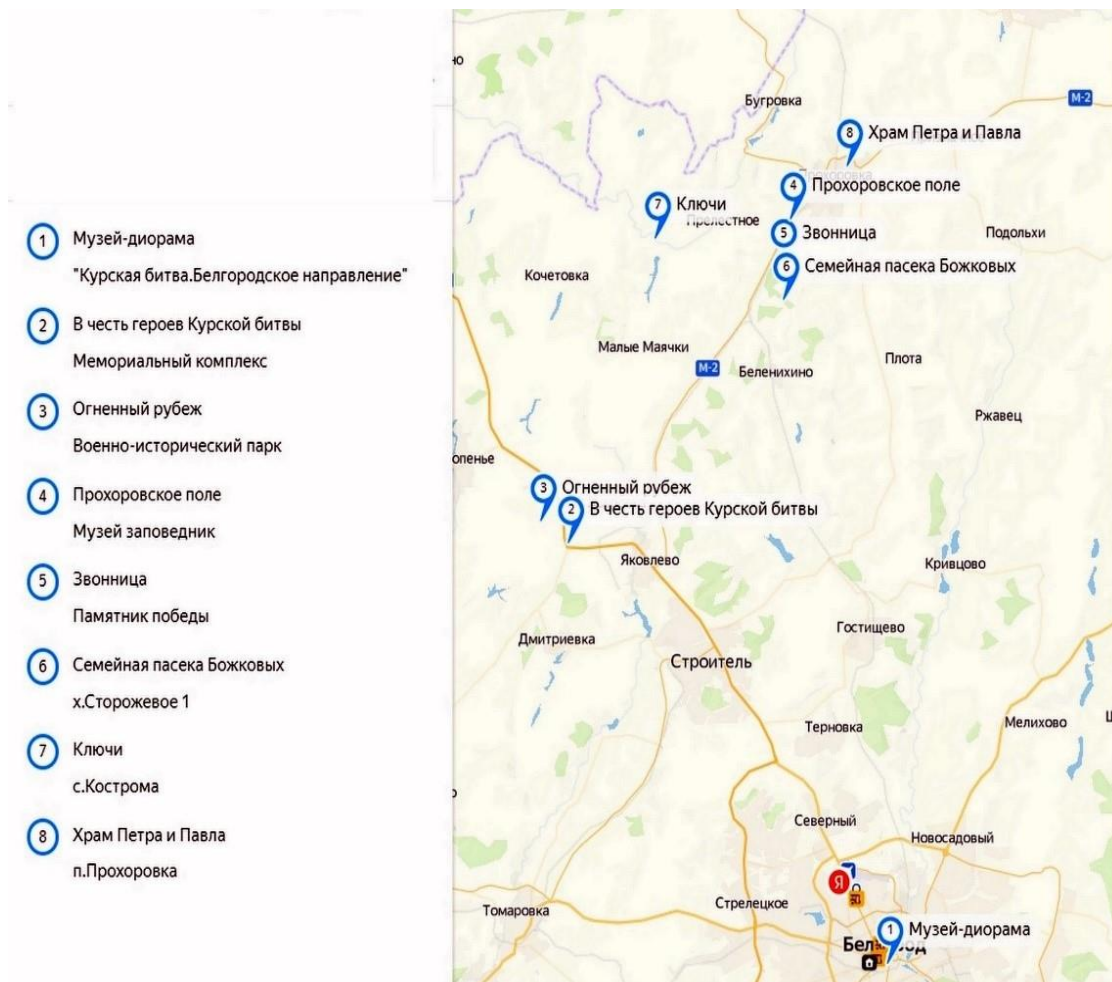 1
Музей-диорама
"Курская битва.Белгородское направление"
2
В честь героев Курской битвы
Мемориальный комплекс
3
Огненный рубеж
Военно-исторический парк
4
Прохоровское поле
Музей заповедник
5
Звонница
Памятник победы
6
Семейная пасека Божковых
х.Сторожевое 1
7
Ключи
с.Кострома
8
Храм Петра и Павла
п.Прохоровка
Бугровка
М-2
8 Храм Петра и Павла
Прохоровка
4 Прохоровское поле
7 Ключи
Прелестное
5 Звонница
Подольхи
6 Семейная пасека Божковых
Кочетовка
Малые Маячки
Плота
М-2
Беленихино
Ржавец
опенье
3 Огненный рубеж
2 В честь героев Курской битвы
Яковлево
Кривцово
Гостищево
Дмитриевка
Строитель
Мелихово
Терновка
Северный
Новосадовый
Я
Стрелецкое
Томаровка
1 Музей-диорама